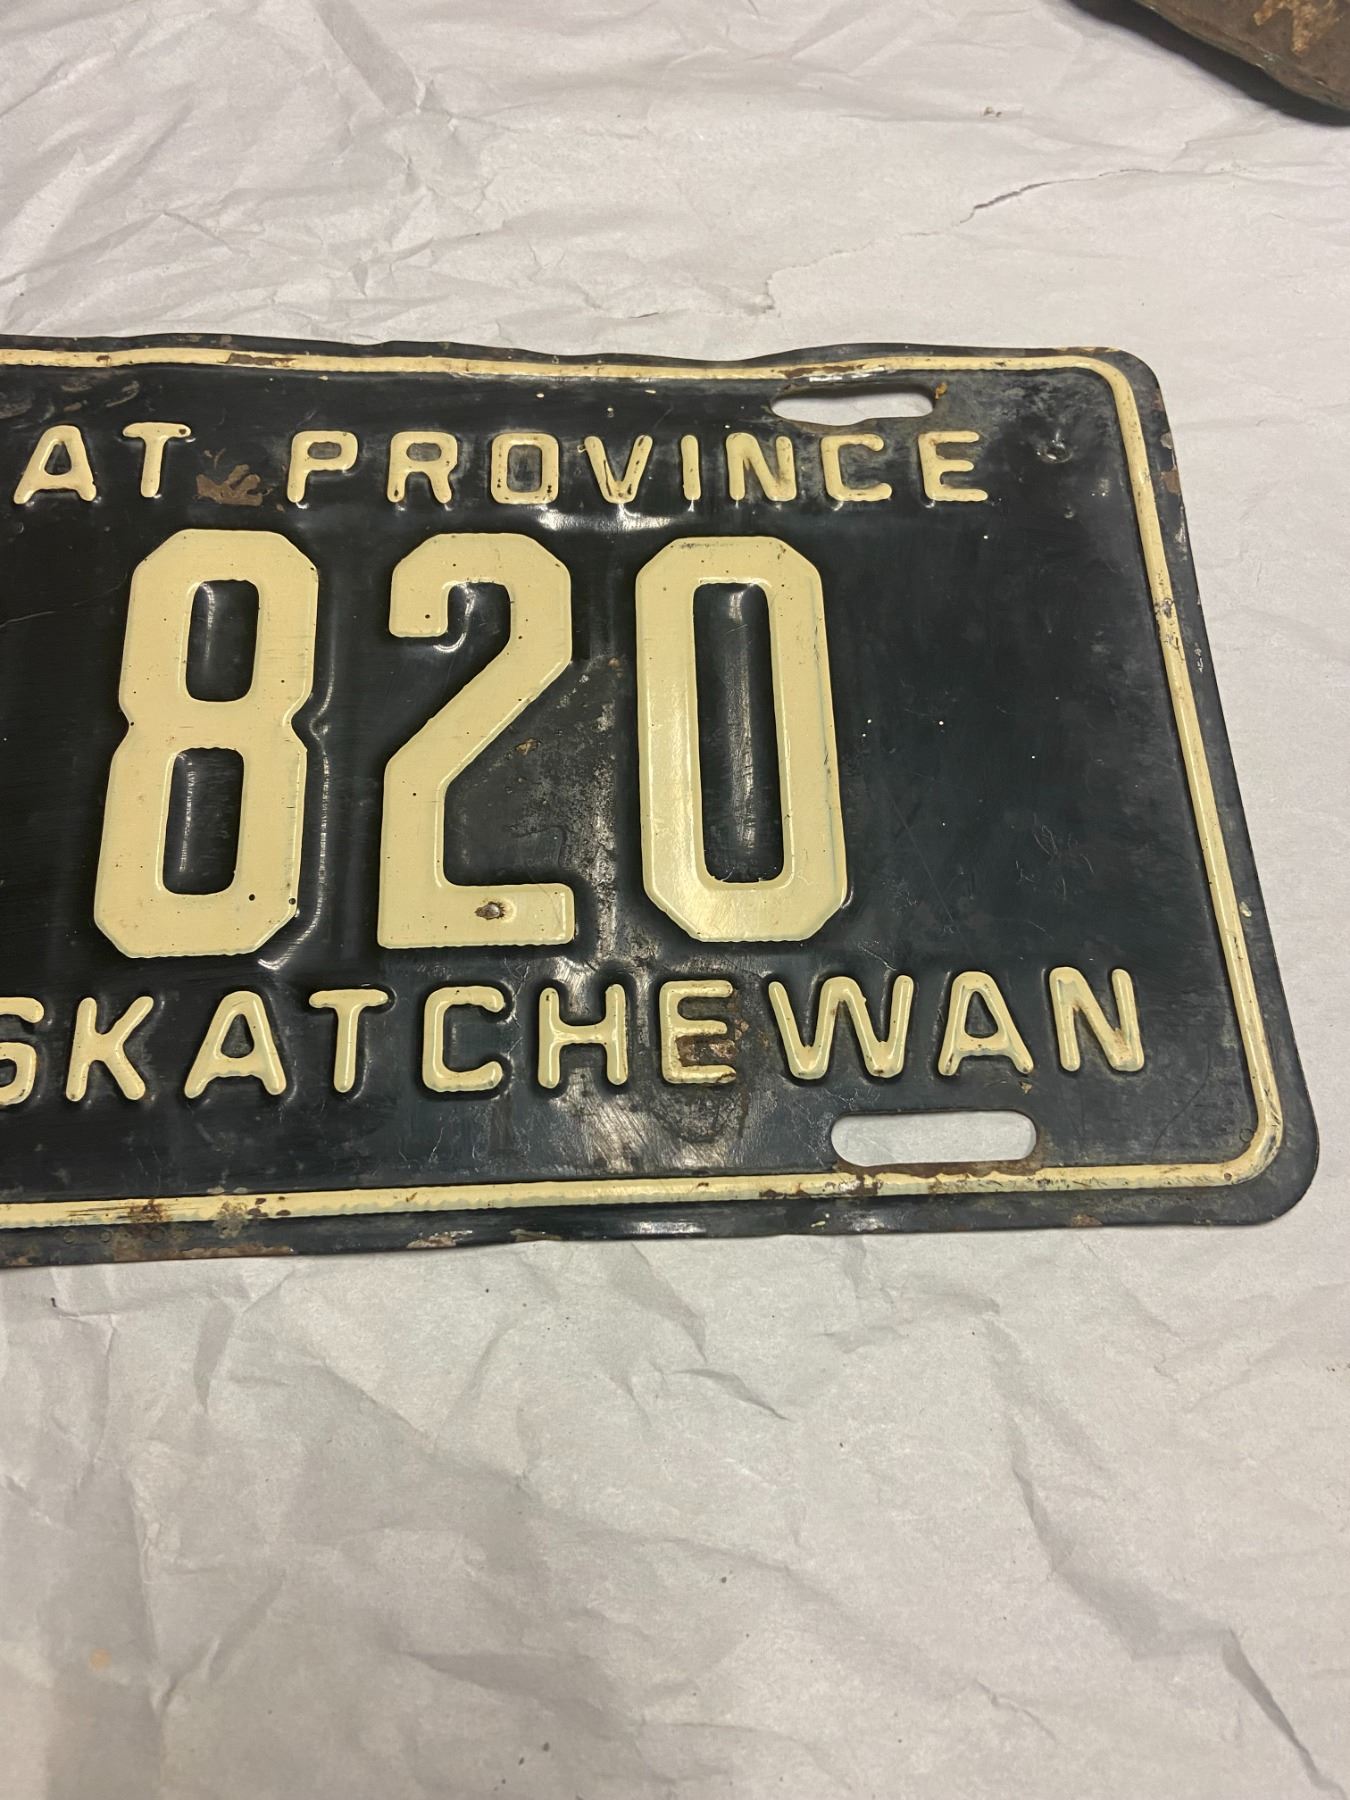 AT PROVINCE
820
SKATCHEWAN